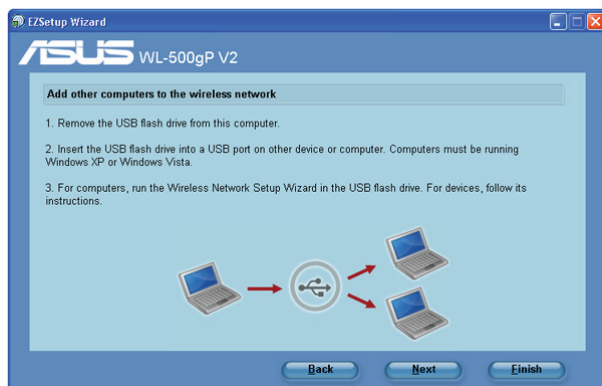 EZSetup Wizard
ASUS WL-500gP V2
Add other computers to the wireless network
1. Remove the USB flash drive from this computer.
2. Insert the USB flash drive into a USB port on other device or computer. Computers must be running
Windows XP or Windows Vista.
3. For computers, run the Wireless Network Setup Wizard in the USB flash drive. For devices, follow its
instructions.
Back Next Finish